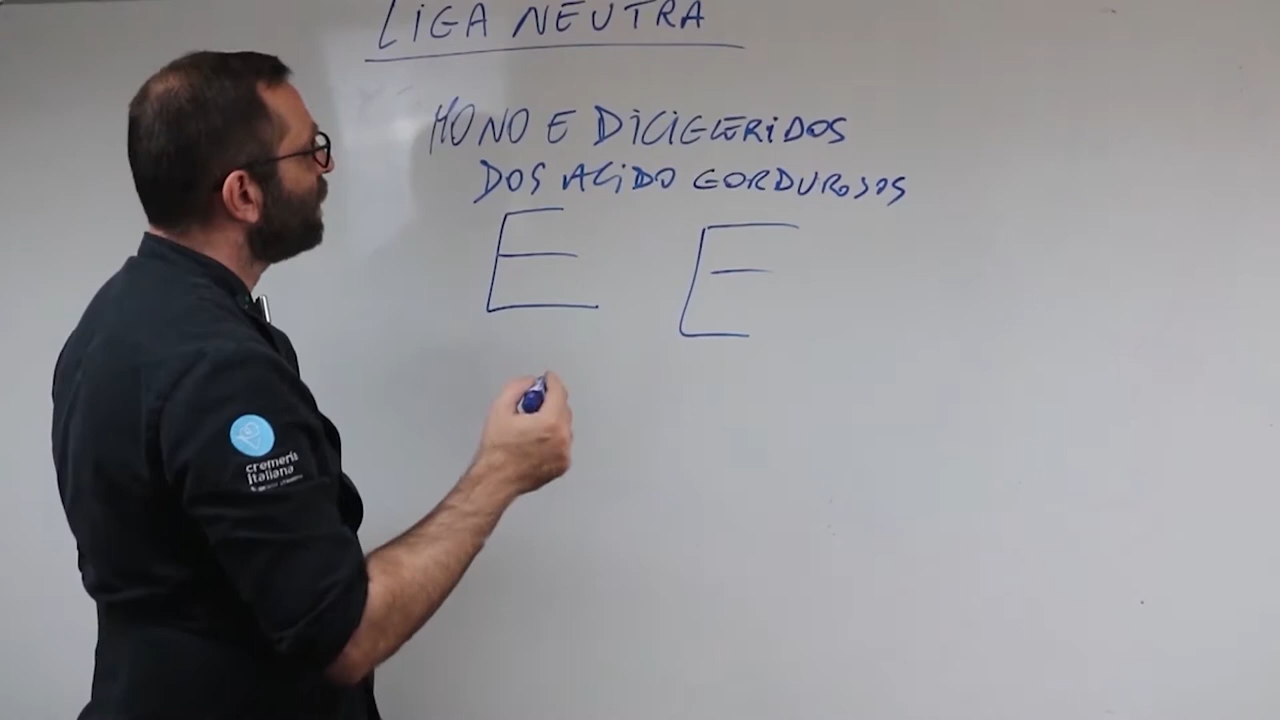 LIGA NEUTRA
MONO E DICIGLERIDOS
DOS ACIDO GORDUROSOS
E E
cremeria
italiana